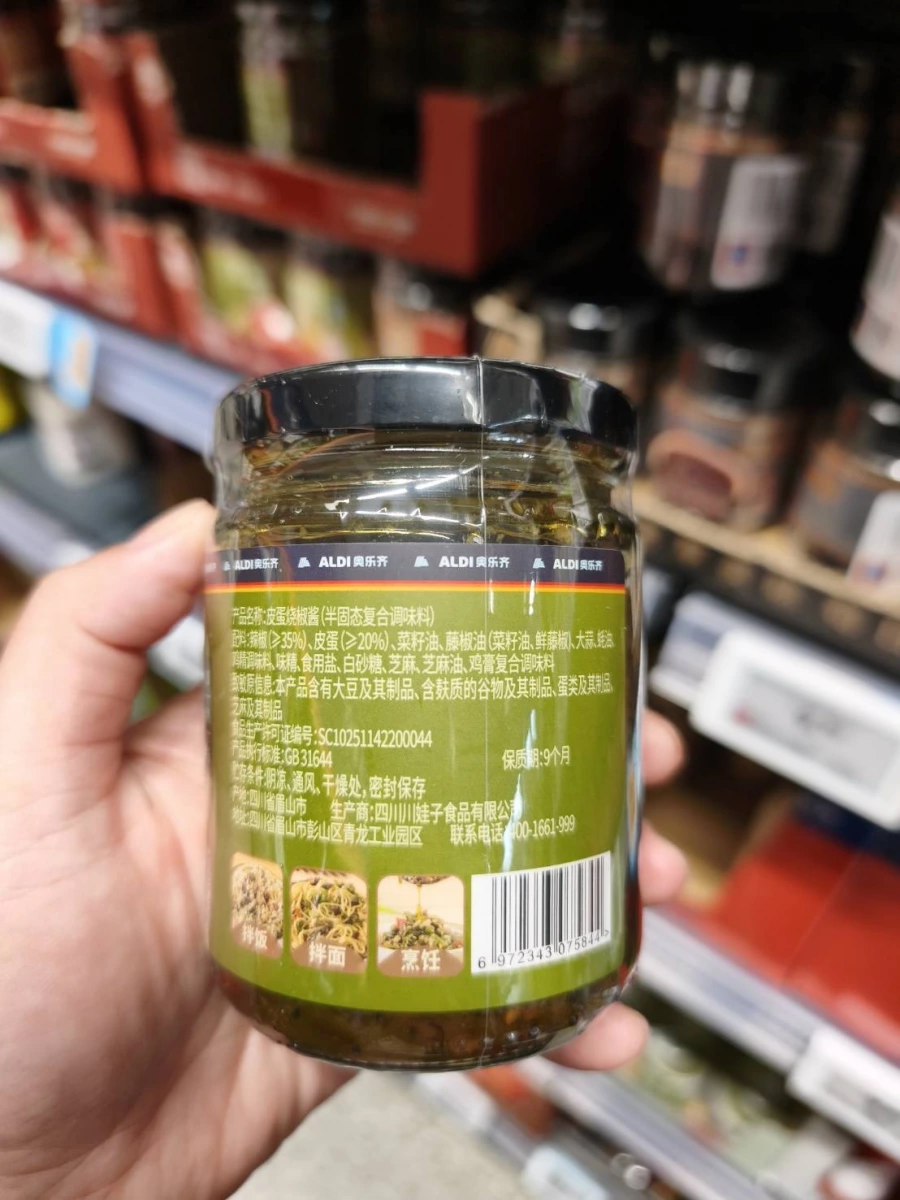 ALDI奥乐齐 ALDI奥乐齐 ALDI奥乐齐
产品名称:皮蛋烧椒酱(半固态复合调味料)
配料:辣椒(≥35%)、皮蛋(≥20%)、菜籽油、藤椒油(菜籽油、鲜藤椒)、大蒜、蚝油、
调味料、味精、食用盐、白砂糖、芝麻、芝麻油、鸡膏复合调味料
致敏原信息:本产品含有大豆及其制品、含麸质的谷物及其制品、蛋类及其制品、
芝麻及其制品
食品生产许可证编号:SC10251142200044
产品执行标准:GB 31644 保质期:9个月
贮存条件:阴凉、通风、干燥处,密封保存
产地:四川省眉山市 生产商:四川川娃子食品有限公司
地址:四川省眉山市彭山区青龙工业园区 联系电话:400-1661-999
拌饭 拌面 烹饪
6 972343 075844 >